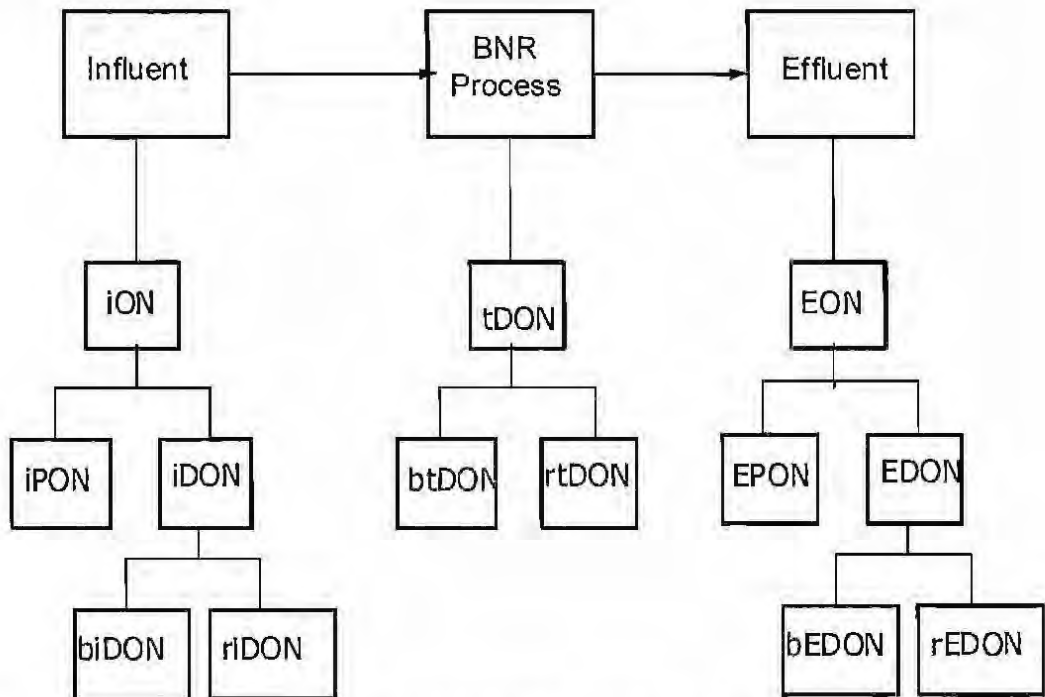 Influent
BNR
Process
Effluent
iON
tDON
EON
iPON
iDON
btDON
rtDON
EPON
EDON
biDON
riDON
bEDON
rEDON